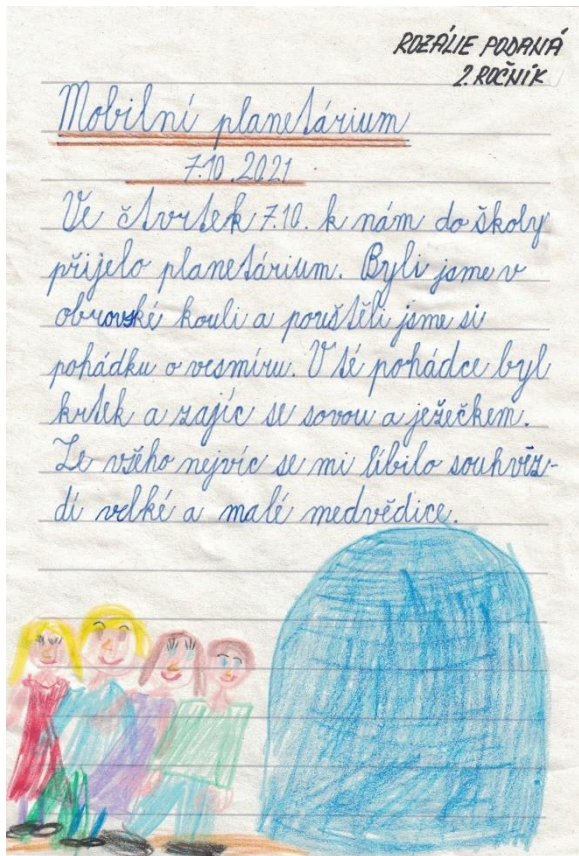 ROZÁLIE PODANÁ
2. ROČNÍK
Mobilní planetárium
7.10.2021
Ve čtvrtek 7.10. k nám do školy
přijelo planetárium. Byli jsme v
obrovské kouli a pouštěli jsme si
pohádku o vesmíru. V té pohádce byl
krtek a zajíc se sovou a ježečkem.
Ze všeho nejvíc se mi líbilo souhvěz-
dí velké a malé medvědice.